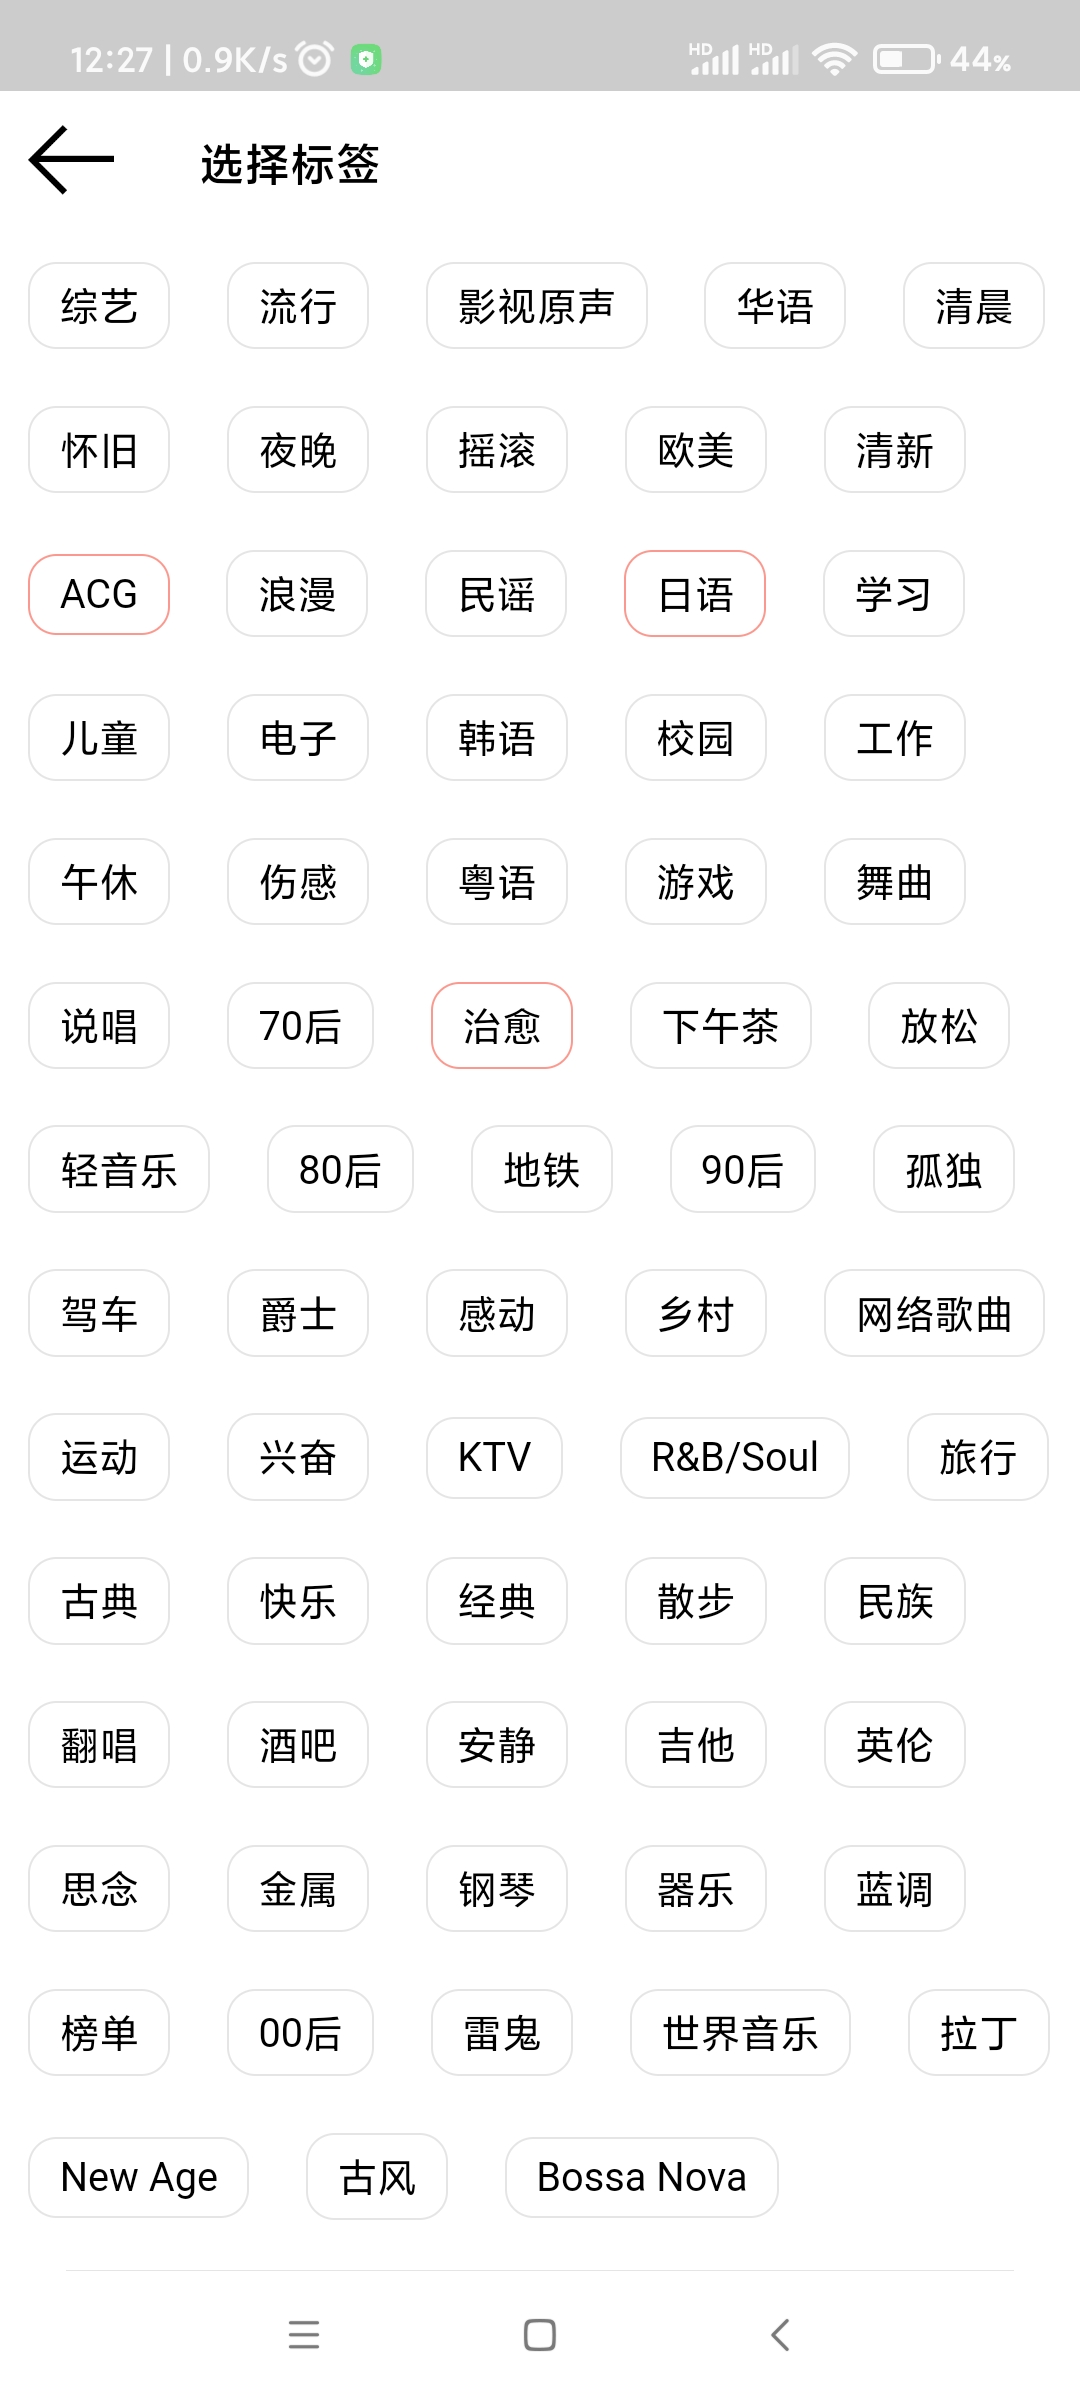 12:27 | 0.9K/s HD HD 44%
选择标签
综艺 流行 影视原声 华语 清晨
怀旧 夜晚 摇滚 欧美 清新
ACG 浪漫 民谣 日语 学习
儿童 电子 韩语 校园 工作
午休 伤感 粤语 游戏 舞曲
说唱 70后 治愈 下午茶 放松
轻音乐 80后 地铁 90后 孤独
驾车 爵士 感动 乡村 网络歌曲
运动 兴奋 KTV R&B/Soul 旅行
古典 快乐 经典 散步 民族
翻唱 酒吧 安静 吉他 英伦
思念 金属 钢琴 器乐 蓝调
榜单 00后 雷鬼 世界音乐 拉丁
New Age 古风 Bossa Nova